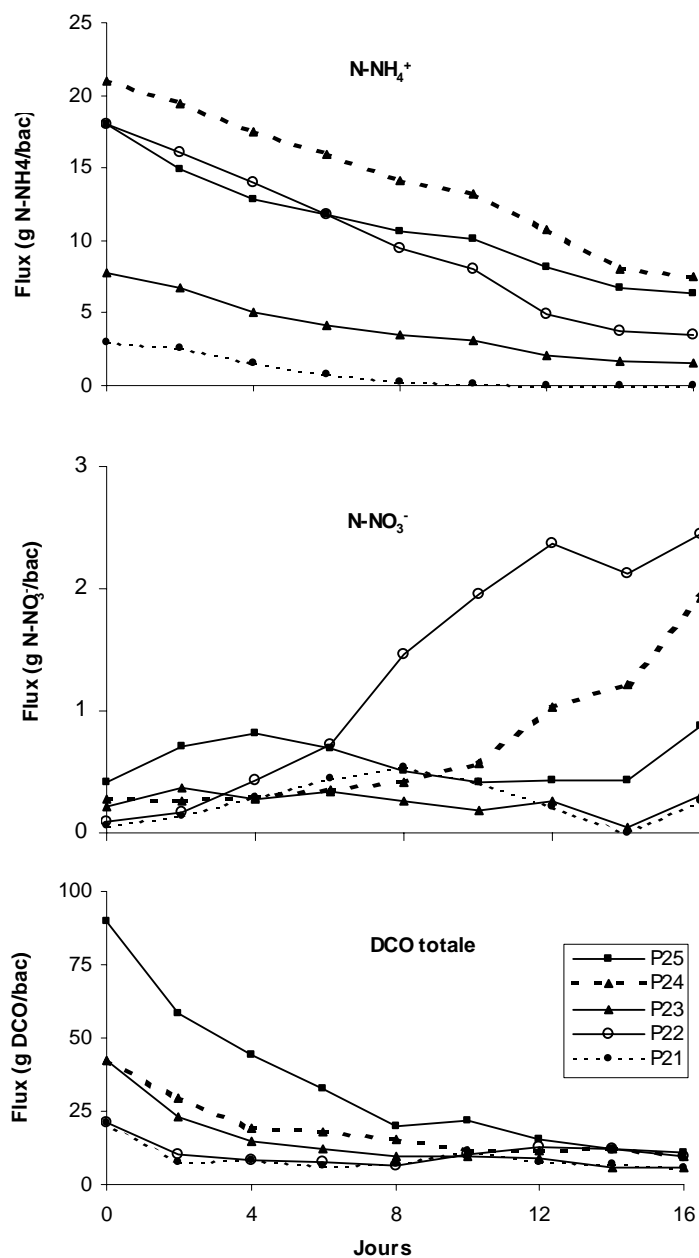 N-NH₄⁺
Flux (g N-NH4/bac)
25
20
15
10
5
0
N-NO₃⁻
Flux (g N-NO₃⁻/bac)
3
2
1
0
DCO totale
Flux (g DCO/bac)
100
75
50
25
0
P25
P24
P23
P22
P21
0 4 8 12 16
Jours